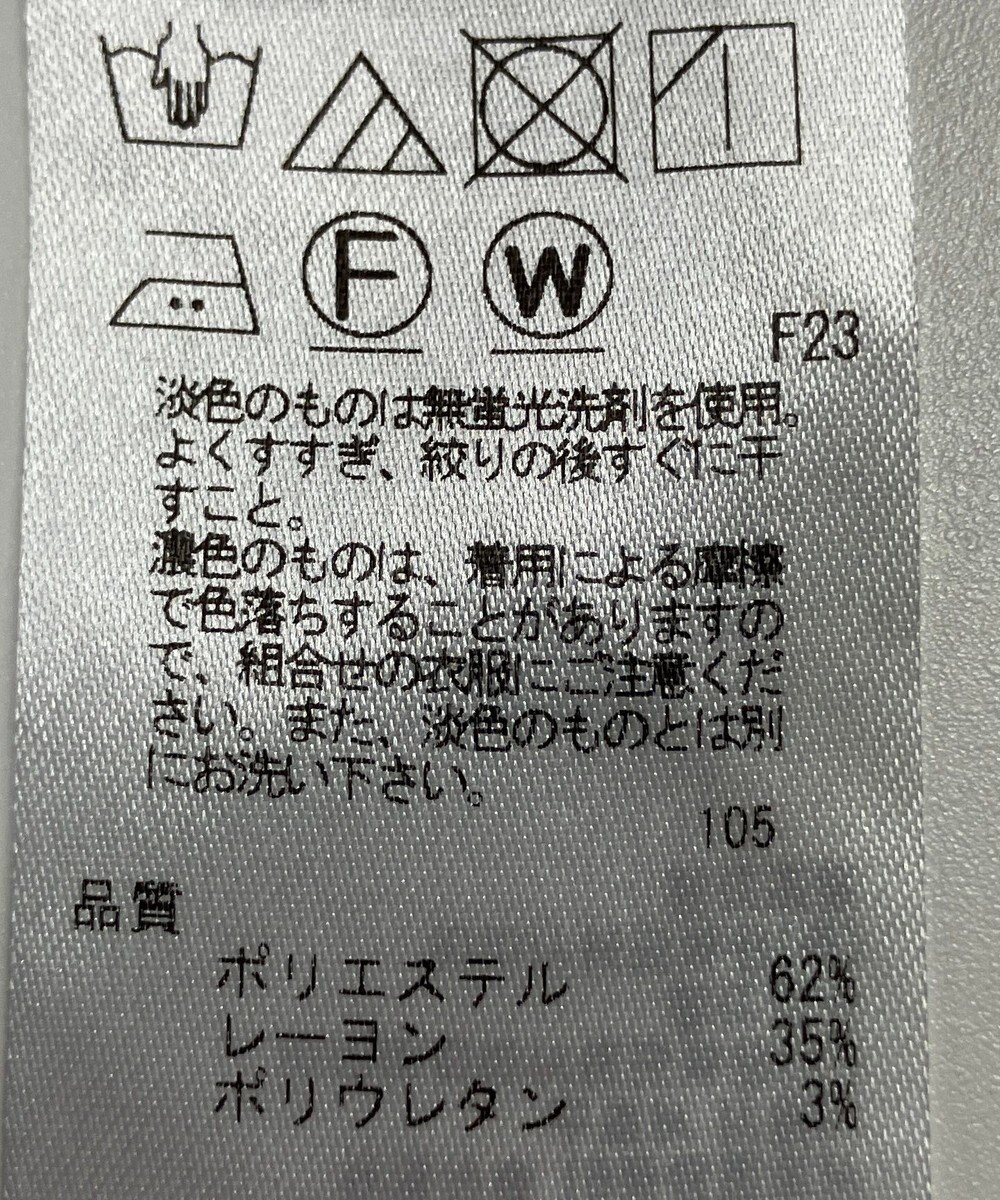 F
W
F23
淡色のものは無蛍光洗剤を使用。
よくすすぎ、絞りの後すぐに干
すこと。
濃色のものは、着用による摩擦
で色落ちすることがありますの
で、組合せの衣服にご注意くだ
さい。また、淡色のものとは別
にお洗い下さい。
105
品質
ポリエステル 62%
レーヨン 35%
ポリウレタン 3%